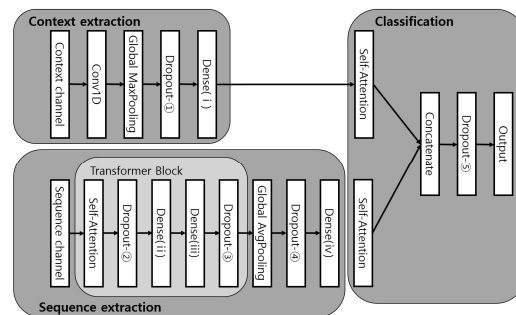 Context extraction
Context channel
Conv1D
Global MaxPooling
Dropout-①
Dense(ⅰ)
Sequence channel
Transformer Block
Self-Attention
Dropout-②
Dense(ⅱ)
Dense(ⅲ)
Dropout-③
Global AvgPooling
Dropout-④
Dense(ⅳ)
Sequence extraction
Classification
Self-Attention
Self-Attention
Concatenate
Dropout-⑤
Output